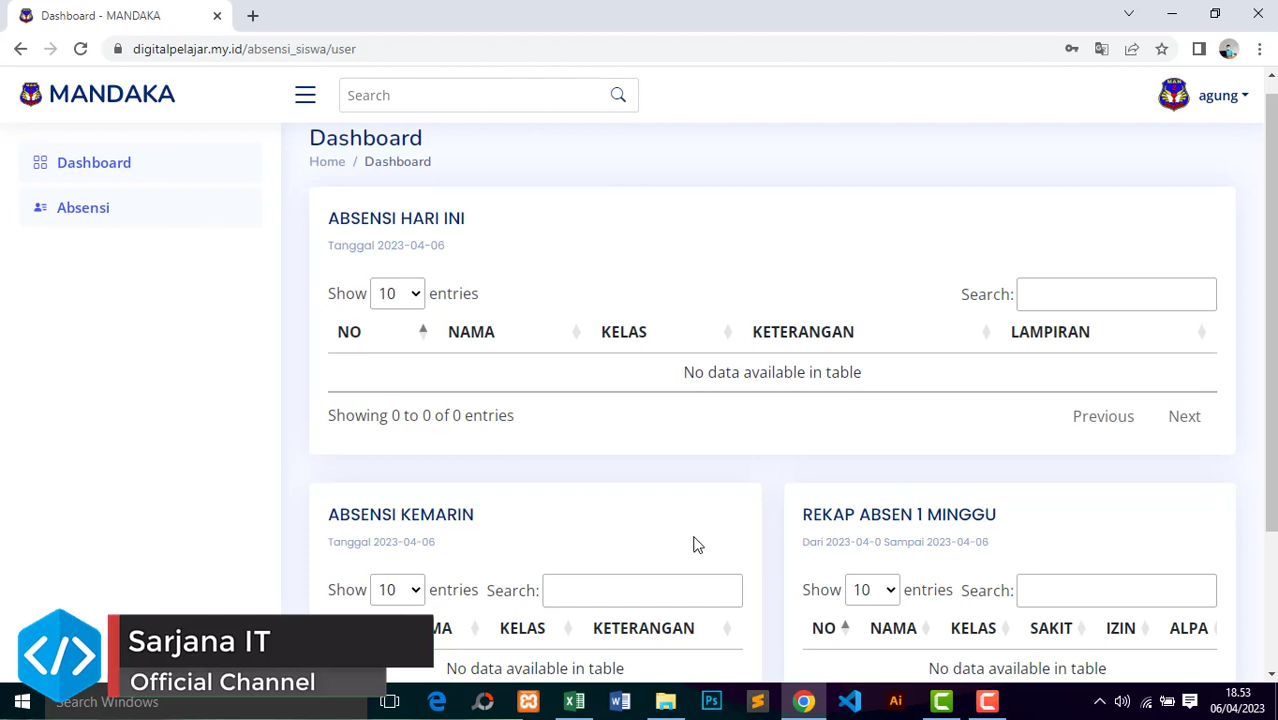 Dashboard - MANDAKA
digitalpelajar.my.id/absensi_siswa/user
MANDAKA
Search
agung
Dashboard
Absensi
Dashboard
Home / Dashboard
ABSENSI HARI INI
Tanggal 2023-04-06
Show 10 entries
Search:
NO NAMA KELAS KETERANGAN LAMPIRAN
No data available in table
Showing 0 to 0 of 0 entries
Previous Next
ABSENSI KEMARIN
Tanggal 2023-04-06
Show 10 entries Search:
MA KELAS KETERANGAN
No data available in table
REKAP ABSEN 1 MINGGU
Dari 2023-04-0 Sampai 2023-04-06
Show 10 entries Search:
NO NAMA KELAS SAKIT IZIN ALPA
No data available in table
Sarjana IT
Official Channel
Search Windows
Ps
Ai
18.53
06/04/2023